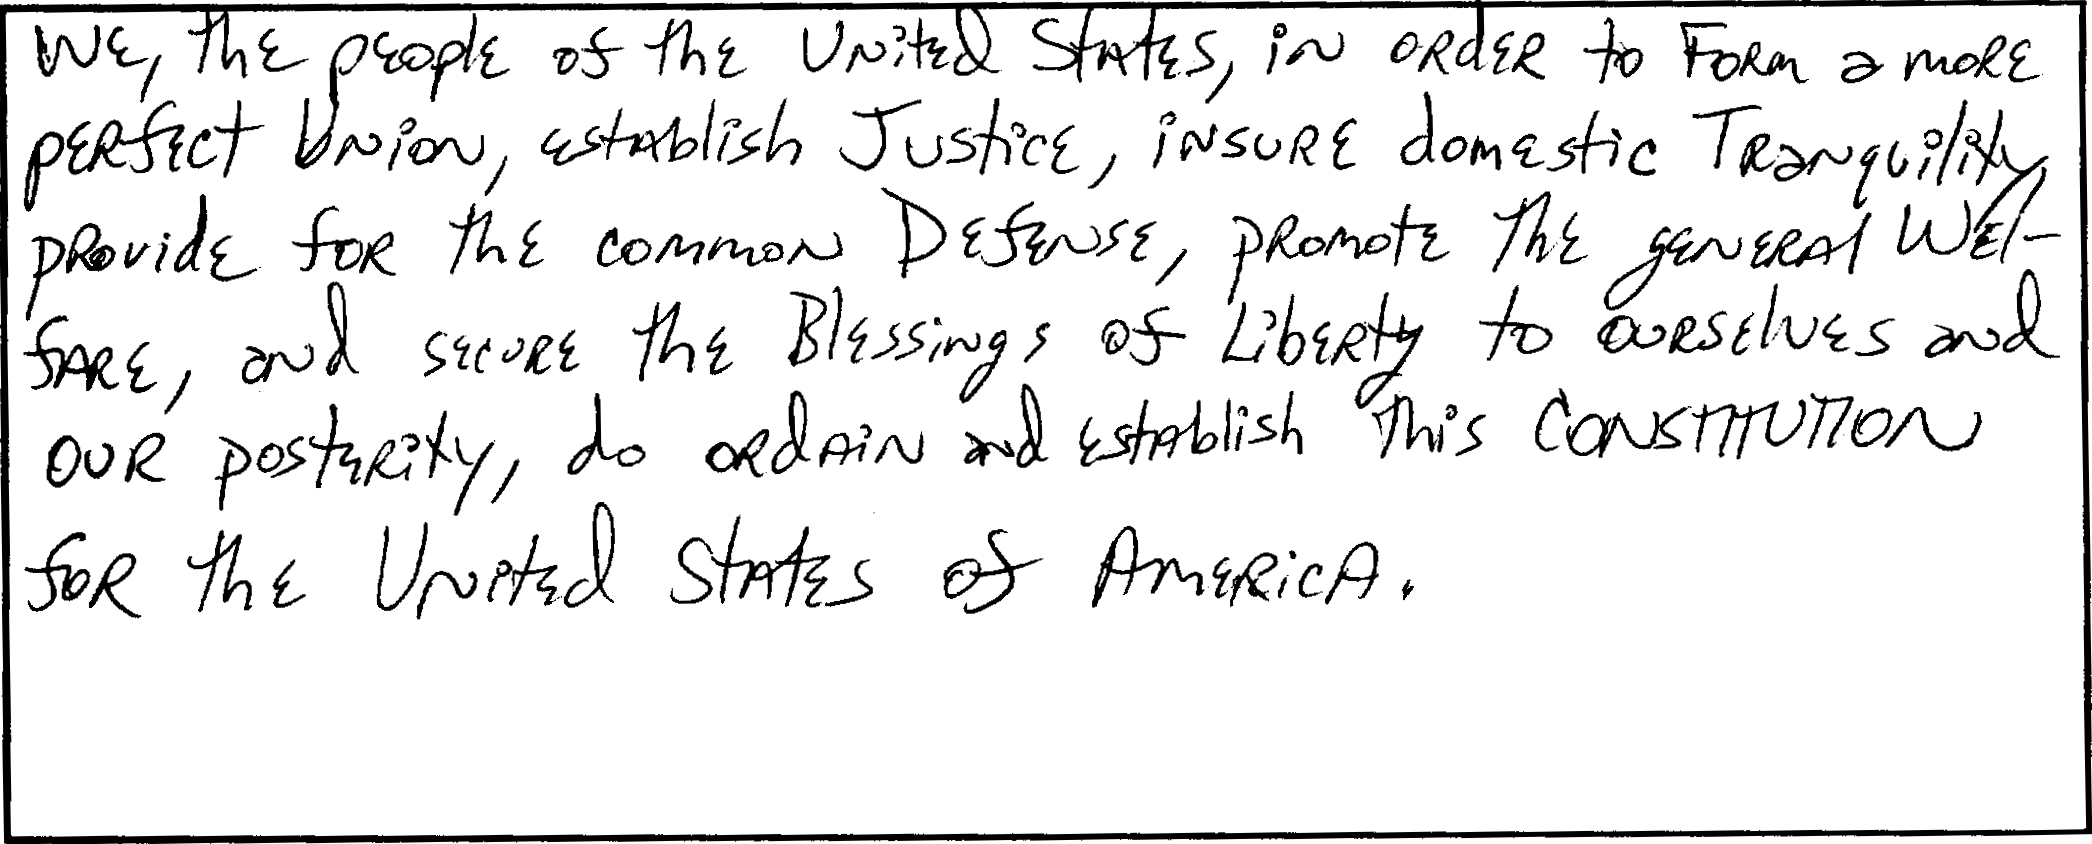 We, the people of the United States, in order to Form a more
perfect Union, establish Justice, insure domestic Tranquility,
provide for the common Defense, promote the general Wel-
fare, and secure the Blessings of Liberty to ourselves and
our posterity, do ordain and establish this CONSTITUTION
for the United States of America.